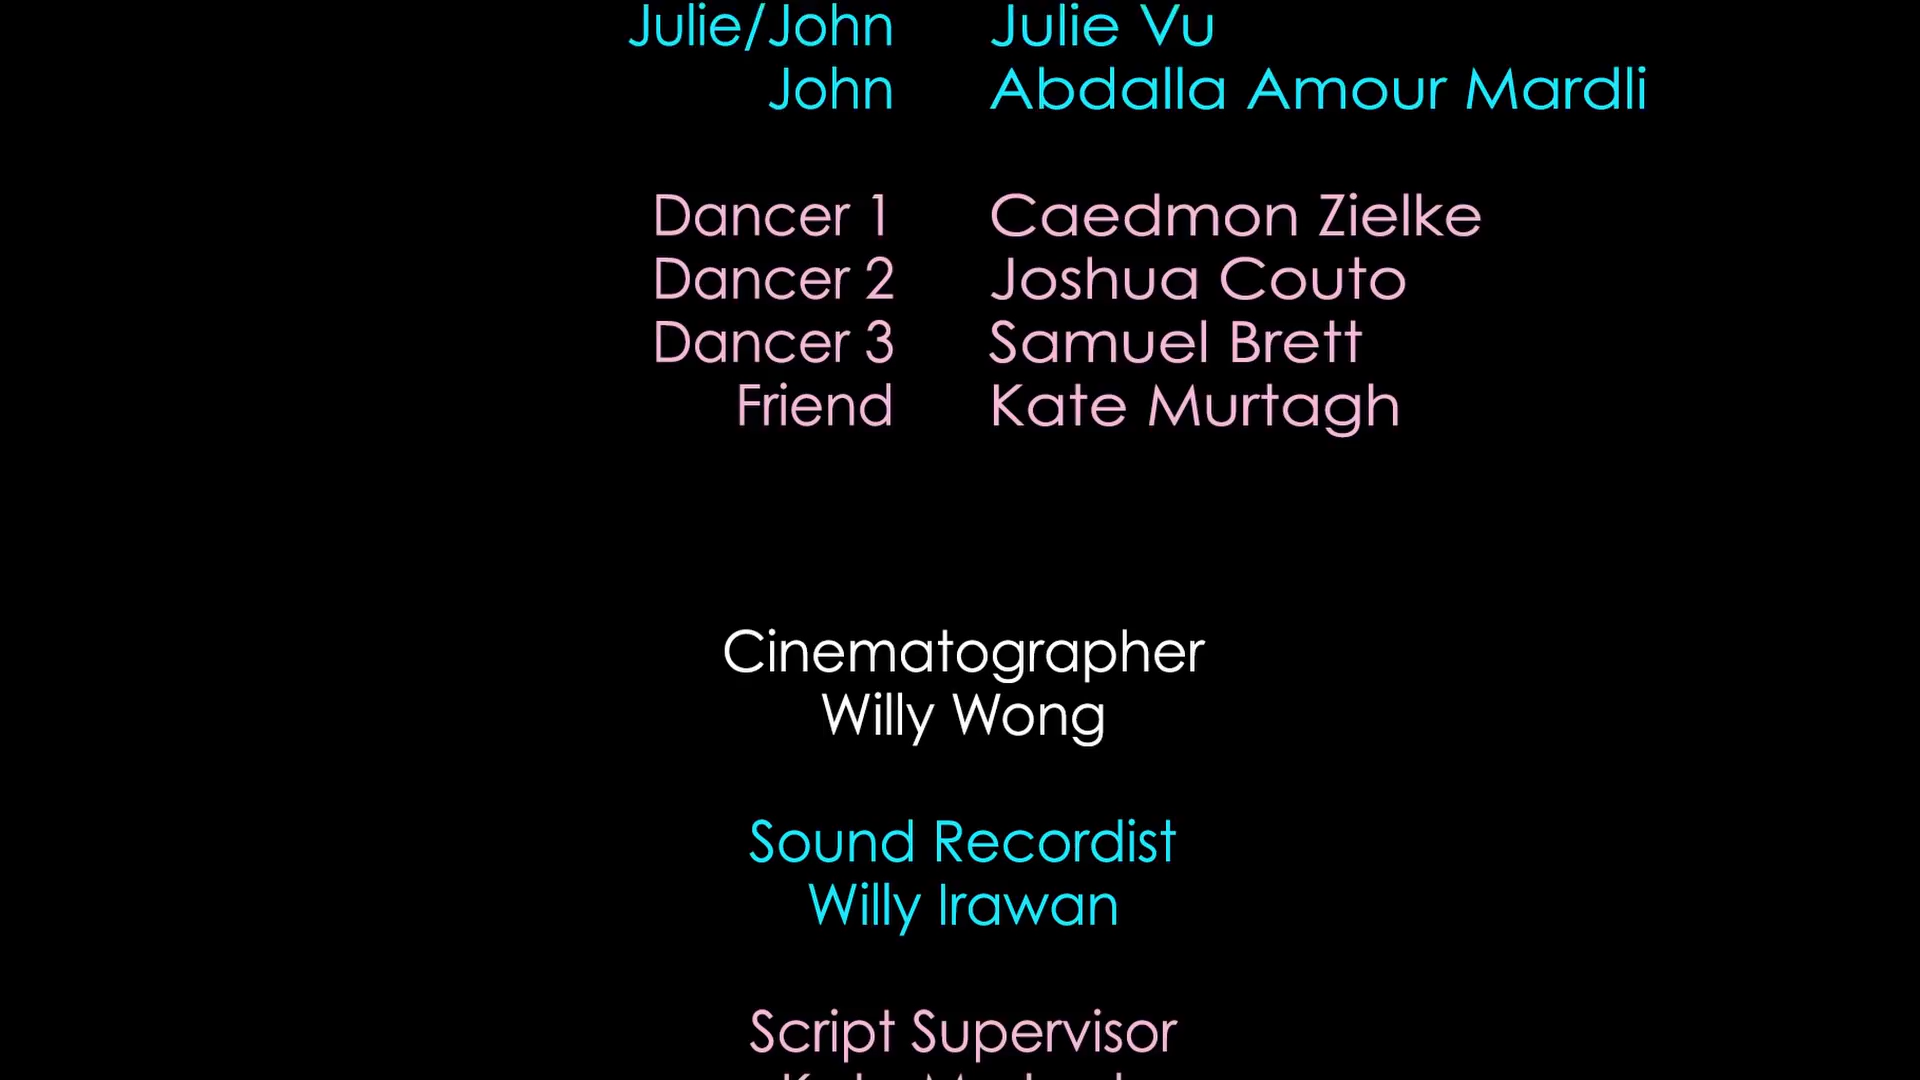 Julie/John Julie Vu
John Abdalla Amour Mardli
Dancer 1 Caedmon Zielke
Dancer 2 Joshua Couto
Dancer 3 Samuel Brett
Friend Kate Murtagh
Cinematographer
Willy Wong
Sound Recordist
Willy Irawan
Script Supervisor